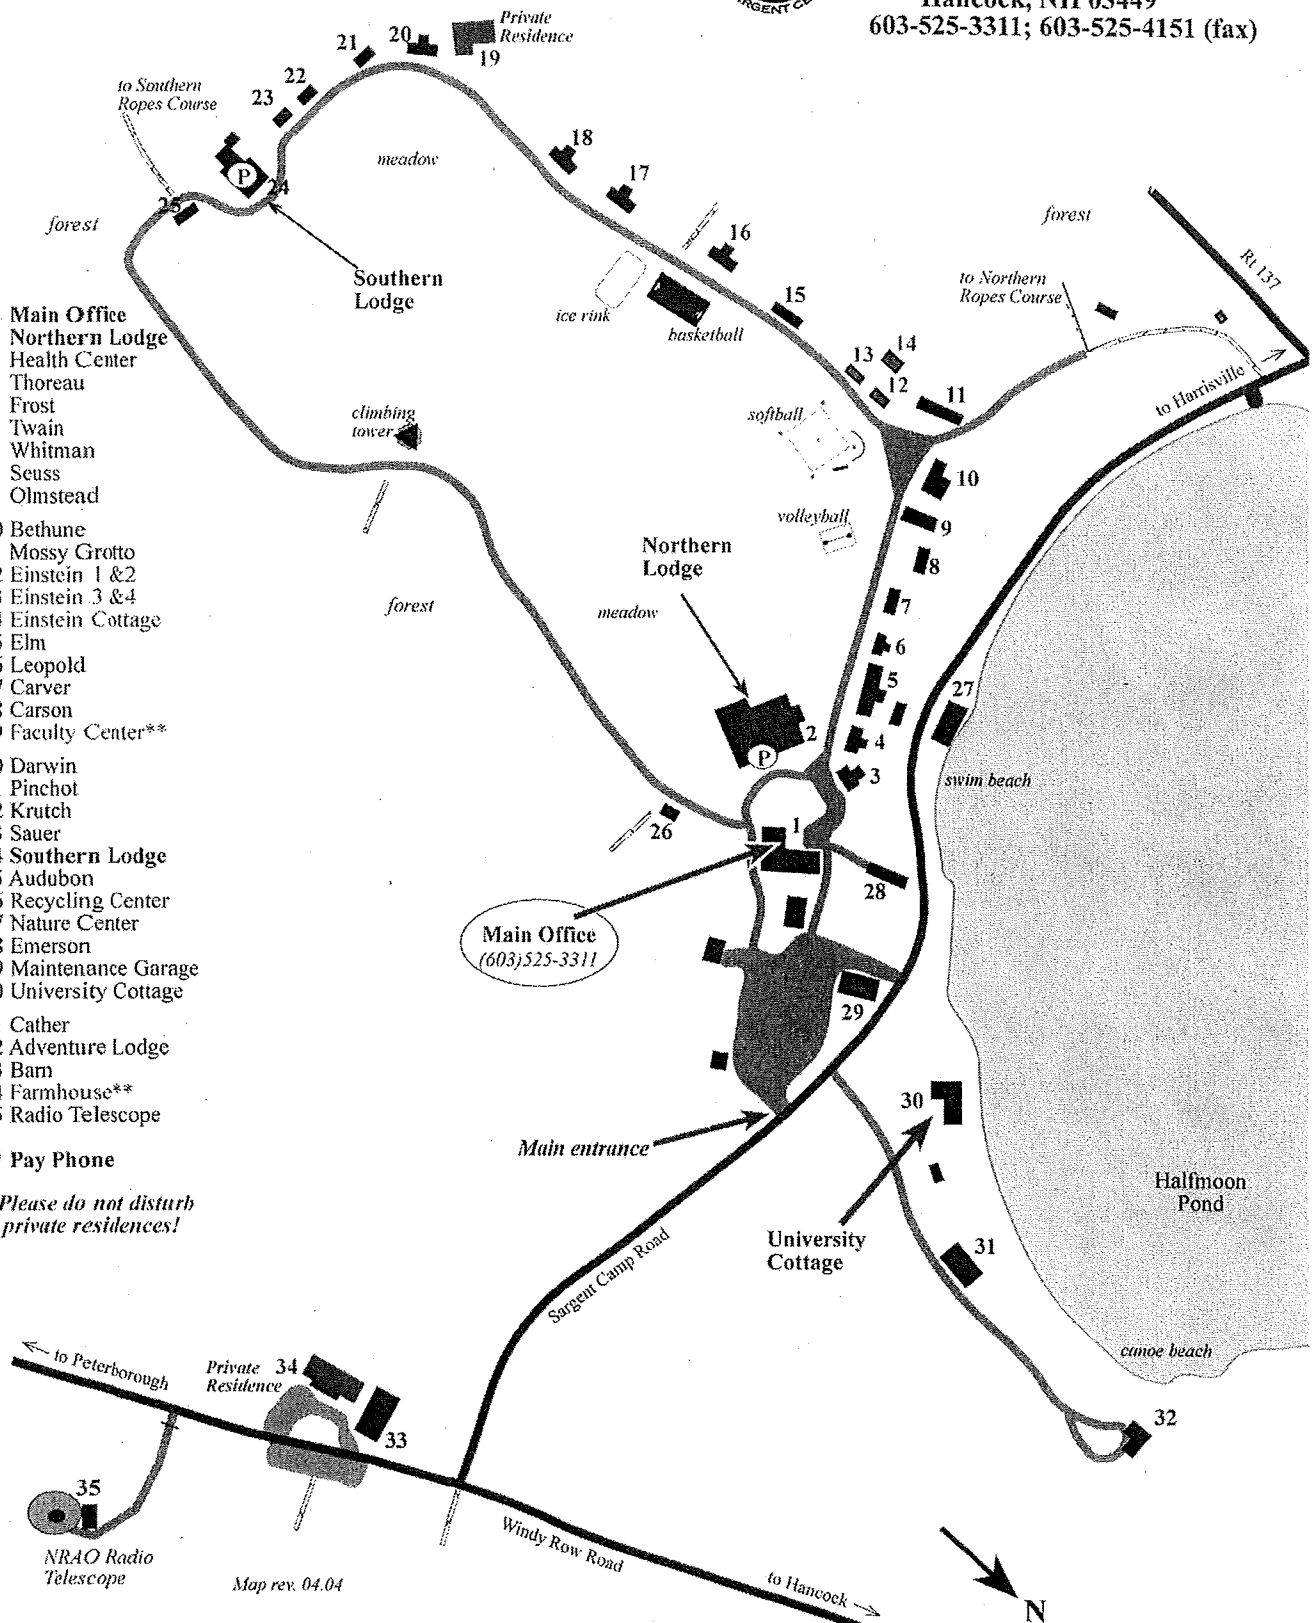 ARGENT CE
Hancock, NH 03449
603-525-3311; 603-525-4151 (fax)
Private
Residence
19
20
21
22
23
to Southern
Ropes Course
P
24
25
meadow
18
17
16
15
forest
forest
Southern
Lodge
ice rink
basketball
to Northern
Ropes Course
Rt 137
to Harrisville
13
14
12
11
softball
climbing
tower
volleyball
10
9
8
7
6
5
4
3
Northern
Lodge
meadow
forest
2
P
27
swim beach
26
1
28
Main Office
(603)525-3311
29
30
Main entrance
University
Cottage
31
Halfmoon
Pond
canoe beach
32
Sargent Camp Road
to Peterborough
Private
Residence
34
33
35
NRAO Radio
Telescope
Map rev. 04.04
Windy Row Road
to Hancock
N
Main Office
Northern Lodge
Health Center
Thoreau
Frost
Twain
Whitman
Seuss
Olmstead
Bethune
Mossy Grotto
Einstein 1 &2
Einstein 3 &4
Einstein Cottage
Elm
Leopold
Carver
Carson
Faculty Center**
Darwin
Pinchot
Krutch
Sauer
Southern Lodge
Audubon
Recycling Center
Nature Center
Emerson
Maintenance Garage
University Cottage
Cather
Adventure Lodge
Barn
Farmhouse**
Radio Telescope
Pay Phone
Please do not disturb
private residences!